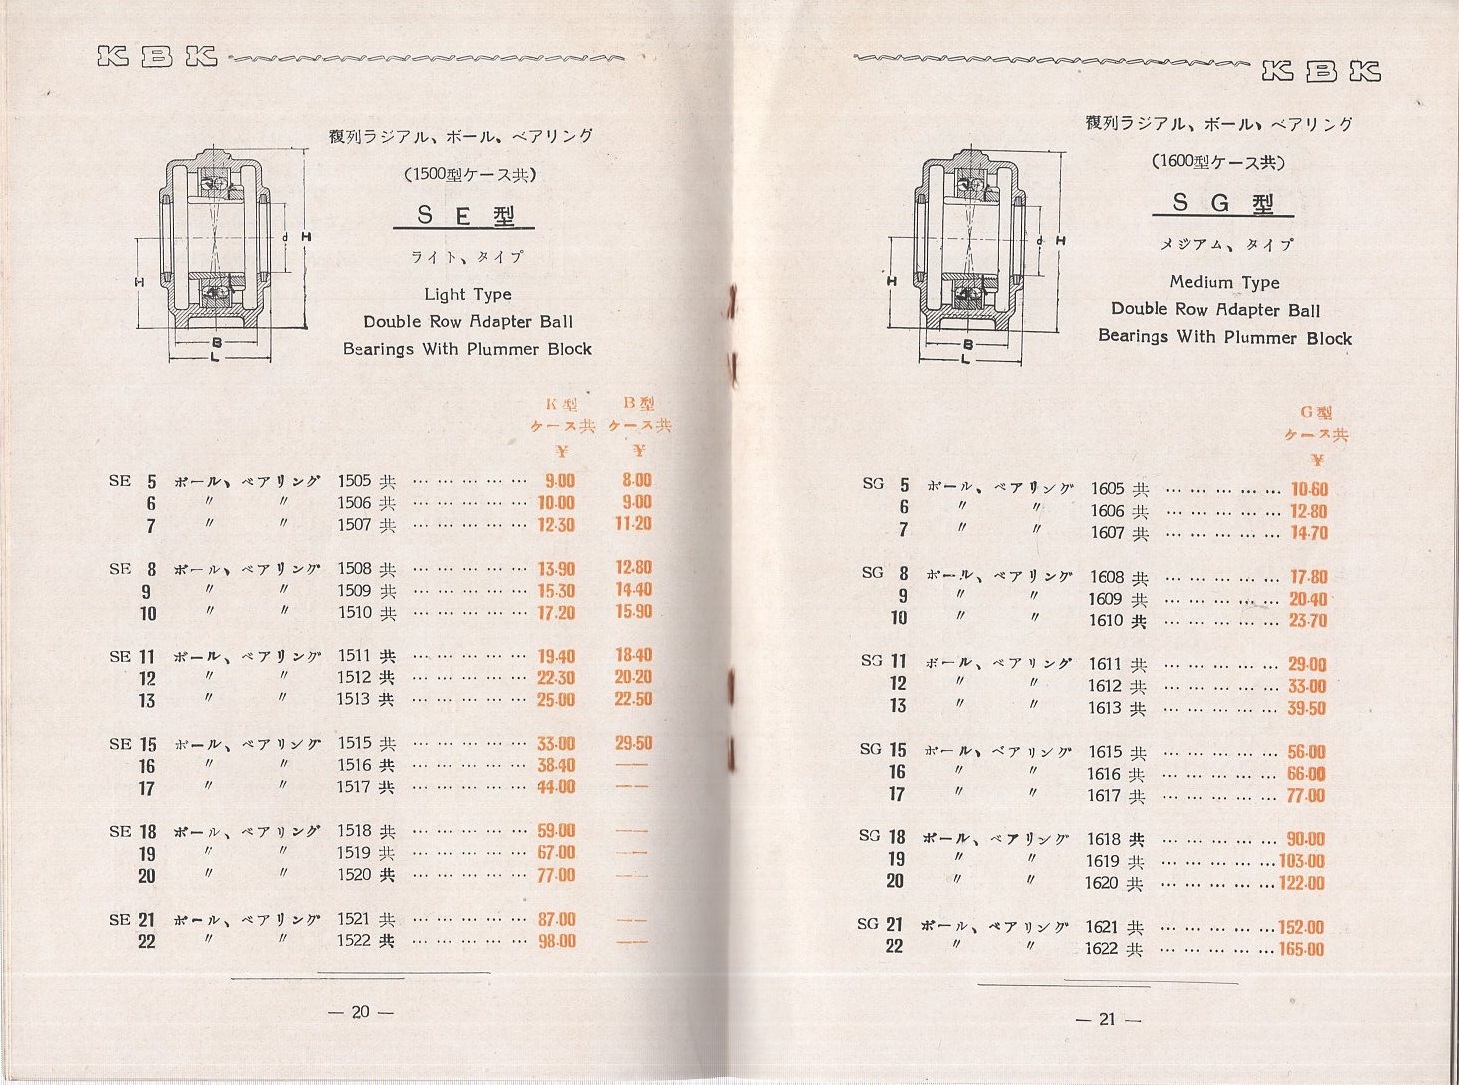 KBK
複列ラジアル、ボール、ベアリング
(1500型ケース共)
SE型
ライト、タイプ
Light Type
Double Row Adapter Ball
Bearings With Plummer Block
H
d
H
B
L
K型 B型
ケース共 ケース共
¥ ¥
SE 5 ボール、ベアリング 1505 共 … … … … … … 9.00 8.00
6 〃 〃 1506 共 … … … … … … 10.00 9.00
7 〃 〃 1507 共 … … … … … … 12.30 11.20
SE 8 ボール、ベアリング 1508 共 … … … … … … 13.90 12.80
9 〃 〃 1509 共 … … … … … … 15.30 14.40
10 〃 〃 1510 共 … … … … … … 17.20 15.90
SE 11 ボール、ベアリング 1511 共 … … … … … … 19.40 18.40
12 〃 〃 1512 共 … … … … … … 22.30 20.20
13 〃 〃 1513 共 … … … … … … 25.00 22.50
SE 15 ボール、ベアリング 1515 共 … … … … … … 33.00 29.50
16 〃 〃 1516 共 … … … … … … 38.40 ——
17 〃 〃 1517 共 … … … … … … 44.00 ——
SE 18 ボール、ベアリング 1518 共 … … … … … … 59.00 ——
19 〃 〃 1519 共 … … … … … … 67.00 ——
20 〃 〃 1520 共 … … … … … … 77.00 ——
SE 21 ボール、ベアリング 1521 共 … … … … … … 87.00 ——
22 〃 〃 1522 共 … … … … … … 98.00 ——
— 20 —
KBK
複列ラジアル、ボール、ベアリング
(1600型ケース共)
SG型
メジアム、タイプ
Medium Type
Double Row Adapter Ball
Bearings With Plummer Block
H
d
H
B
L
G型
ケース共
¥
SG 5 ボール、ベアリング 1605 共 … … … … … … 10.60
6 〃 〃 1606 共 … … … … … … 12.80
7 〃 〃 1607 共 … … … … … … 14.70
SG 8 ボール、ベアリング 1608 共 … … … … … … 17.80
9 〃 〃 1609 共 … … … … … … 20.40
10 〃 〃 1610 共 … … … … … … 23.70
SG 11 ボール、ベアリング 1611 共 … … … … … … 29.00
12 〃 〃 1612 共 … … … … … … 33.00
13 〃 〃 1613 共 … … … … … … 39.50
SG 15 ボール、ベアリング 1615 共 … … … … … … 56.00
16 〃 〃 1616 共 … … … … … … 66.00
17 〃 〃 1617 共 … … … … … … 77.00
SG 18 ボール、ベアリング 1618 共 … … … … … … 90.00
19 〃 〃 1619 共 … … … … … … 103.00
20 〃 〃 1620 共 … … … … … … 122.00
SG 21 ボール、ベアリング 1621 共 … … … … … … 152.00
22 〃 〃 1622 共 … … … … … … 165.00
— 21 —